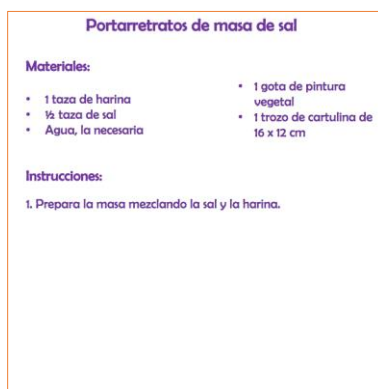 Portarretratos de masa de sal
Materiales:
• 1 taza de harina
• ½ taza de sal
• Agua, la necesaria
• 1 gota de pintura
vegetal
• 1 trozo de cartulina de
16 x 12 cm
Instrucciones:
1. Prepara la masa mezclando la sal y la harina.